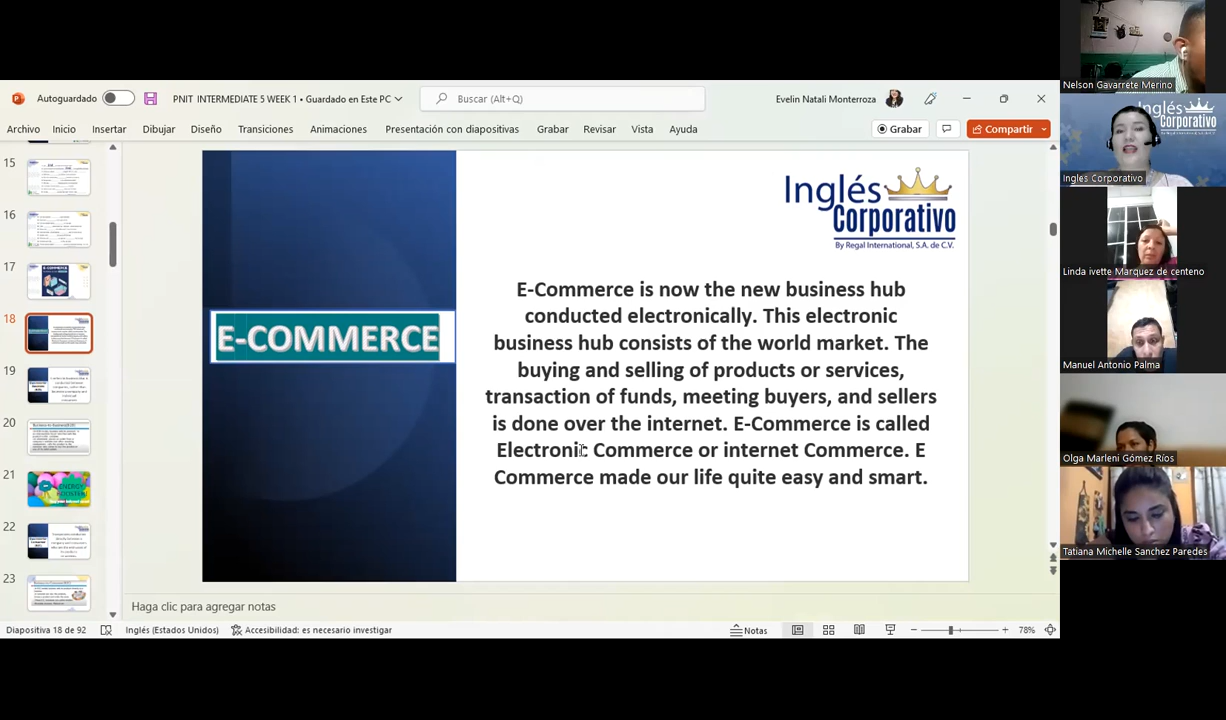 Autoguardado
PNIT INTERMEDIATE 5 WEEK 1 • Guardado en Este PC
Buscar (Alt+Q)
Evelin Natali Monterroza
Archivo Inicio Insertar Dibujar Diseño Transiciones Animaciones Presentación con diapositivas Grabar Revisar Vista Ayuda
Grabar
Compartir
15
16
17
18
19
20
21
22
23
E-COMMERCE
Inglés
Corporativo
By Regal International, S.A. de C.V.
E-Commerce is now the new business hub
conducted electronically. This electronic
business hub consists of the world market. The
buying and selling of products or services,
transaction of funds, meeting buyers, and sellers
is done over the internet. E-Commerce is called
Electronic Commerce or internet Commerce. E
Commerce made our life quite easy and smart.
Haga clic para agregar notas
Diapositiva 18 de 92
Inglés (Estados Unidos)
Accesibilidad: es necesario investigar
Notas
78%
Nelson Gavarrete Merino
Inglés
Corporativo
Ingles Corporativo
Linda ivette Marquez de centeno
Manuel Antonio Palma
Olga Marleni Gómez Ríos
Tatiana Michelle Sanchez Paredes